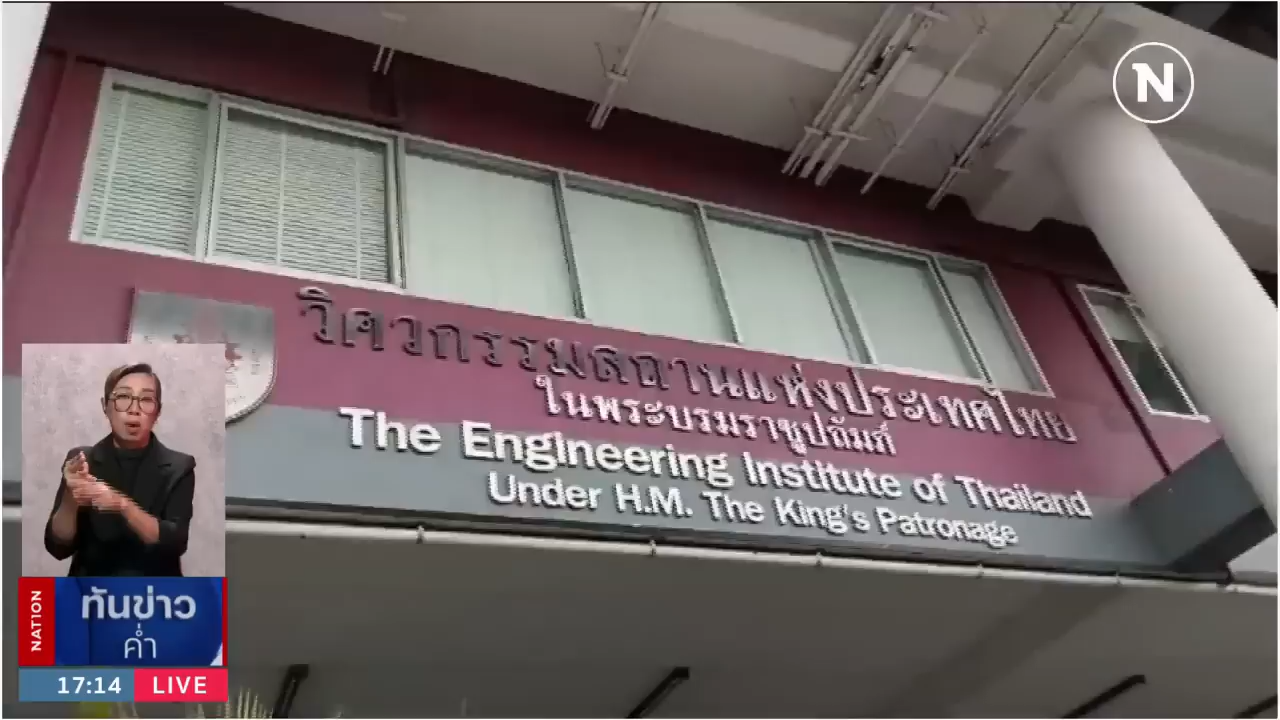 N
วิศวกรรมสถานแห่งประเทศไทย
ในพระบรมราชูปถัมภ์
The Engineering Institute of Thailand
Under H.M. The King's Patronage
NATION
ทันข่าว
ค่ำ
17:14 LIVE